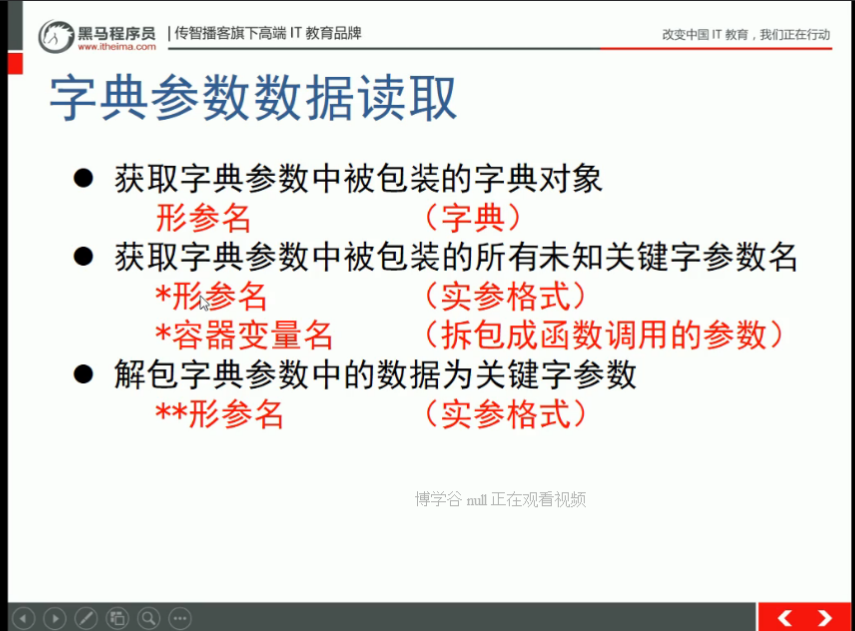 黑马程序员
www.itheima.com
传智播客旗下高端 IT 教育品牌
改变中国 IT 教育，我们正在行动
字典参数数据读取
● 获取字典参数中被包装的字典对象
形参名 （字典）
● 获取字典参数中被包装的所有未知关键字参数名
*形参名 （实参格式）
*容器变量名 （拆包成函数调用的参数）
● 解包字典参数中的数据为关键字参数
**形参名 （实参格式）
博学谷 null 正在观看视频